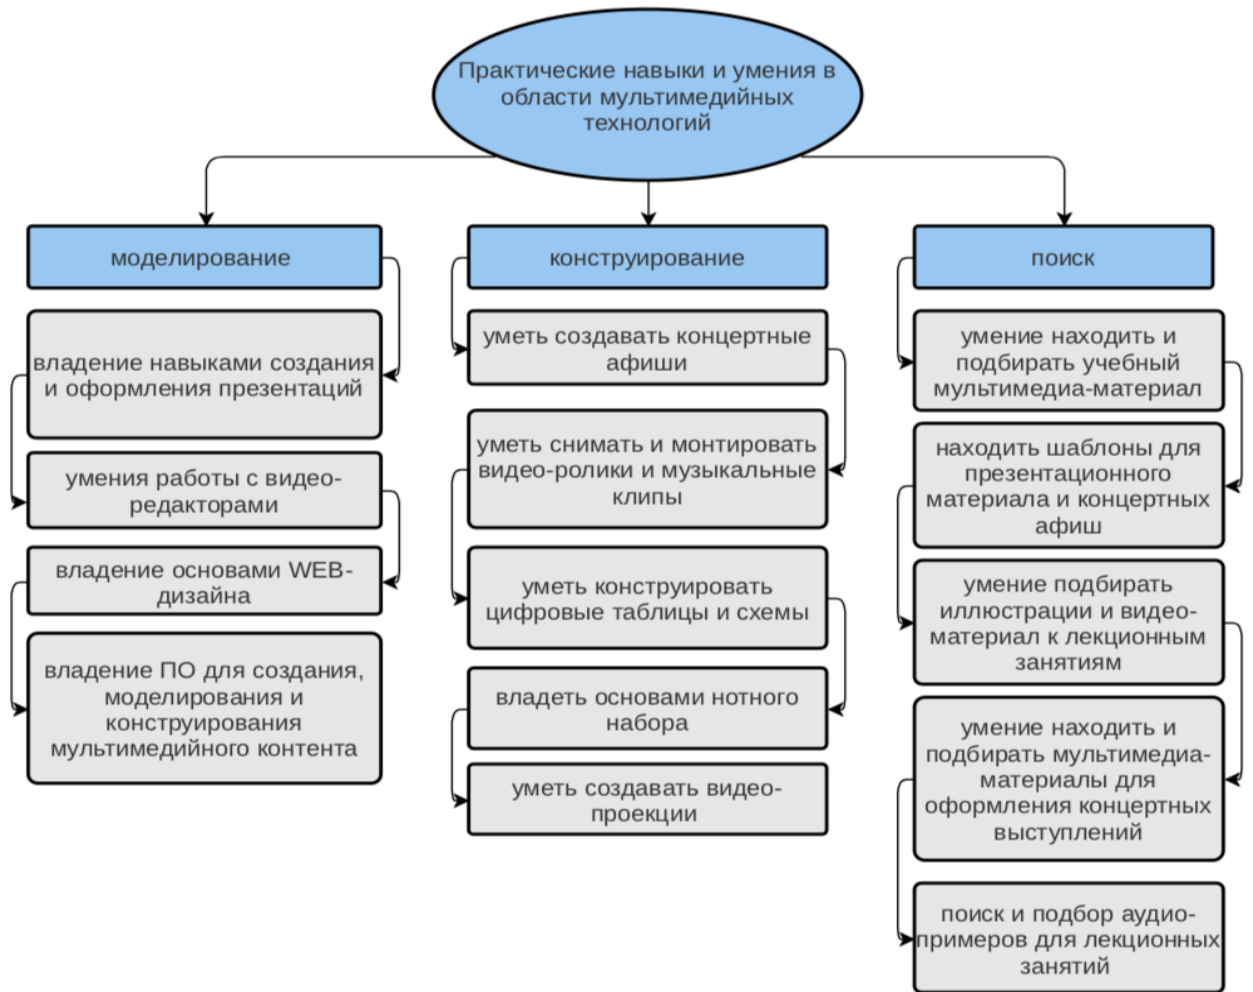 Практические навыки и умения в
области мультимедийных
технологий
моделирование
владение навыками создания
и оформления презентаций
умения работы с видео-
редакторами
владение основами WEB-
дизайна
владение ПО для создания,
моделирования и
конструирования
мультимедийного контента
конструирование
уметь создавать концертные
афиши
уметь снимать и монтировать
видео-ролики и музыкальные
клипы
уметь конструировать
цифровые таблицы и схемы
владеть основами нотного
набора
уметь создавать видео-
проекции
поиск
умение находить и
подбирать учебный
мультимедиа-материал
находить шаблоны для
презентационного
материала и концертных
афиш
умение подбирать
иллюстрации и видео-
материал к лекционным
занятиям
умение находить и
подбирать мультимедиа-
материалы для
оформления концертных
выступлений
поиск и подбор аудио-
примеров для лекционных
занятий